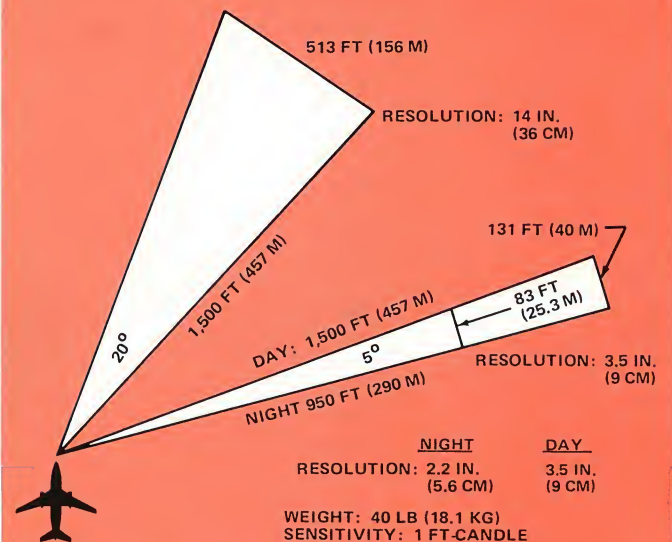 513 FT (156 M)
RESOLUTION: 14 IN.
(36 CM)
20°
1,500 FT (457 M)
131 FT (40 M)
DAY: 1,500 FT (457 M)
83 FT
(25.3 M)
5°
RESOLUTION: 3.5 IN.
(9 CM)
NIGHT 950 FT (290 M)
NIGHT DAY
RESOLUTION: 2.2 IN. 3.5 IN.
(5.6 CM) (9 CM)
WEIGHT: 40 LB (18.1 KG)
SENSITIVITY: 1 FT-CANDLE